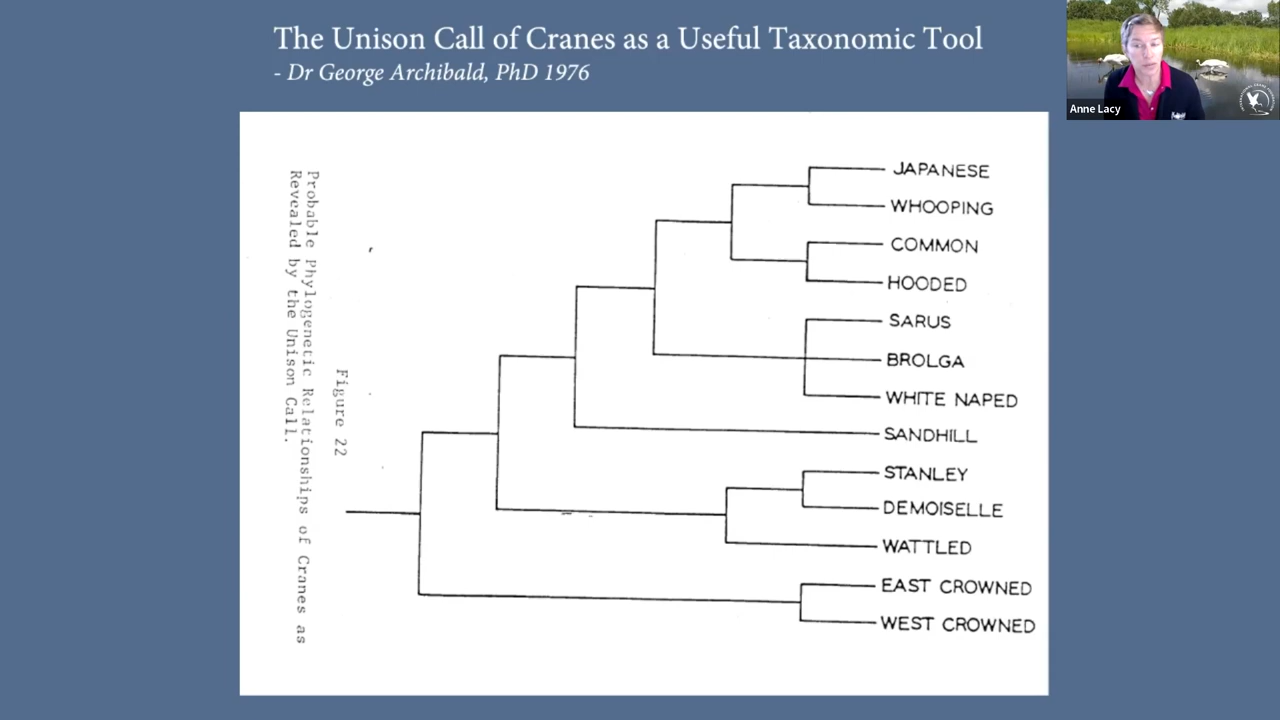 The Unison Call of Cranes as a Useful Taxonomic Tool
- Dr George Archibald, PhD 1976
Anne Lacy
JAPANESE
WHOOPING
COMMON
HOODED
SARUS
BROLGA
WHITE NAPED
SANDHILL
STANLEY
DEMOISELLE
WATTLED
EAST CROWNED
WEST CROWNED
Figure 22
Probable Phylogenetic Relationships of Cranes as
Revealed by the Unison Call.